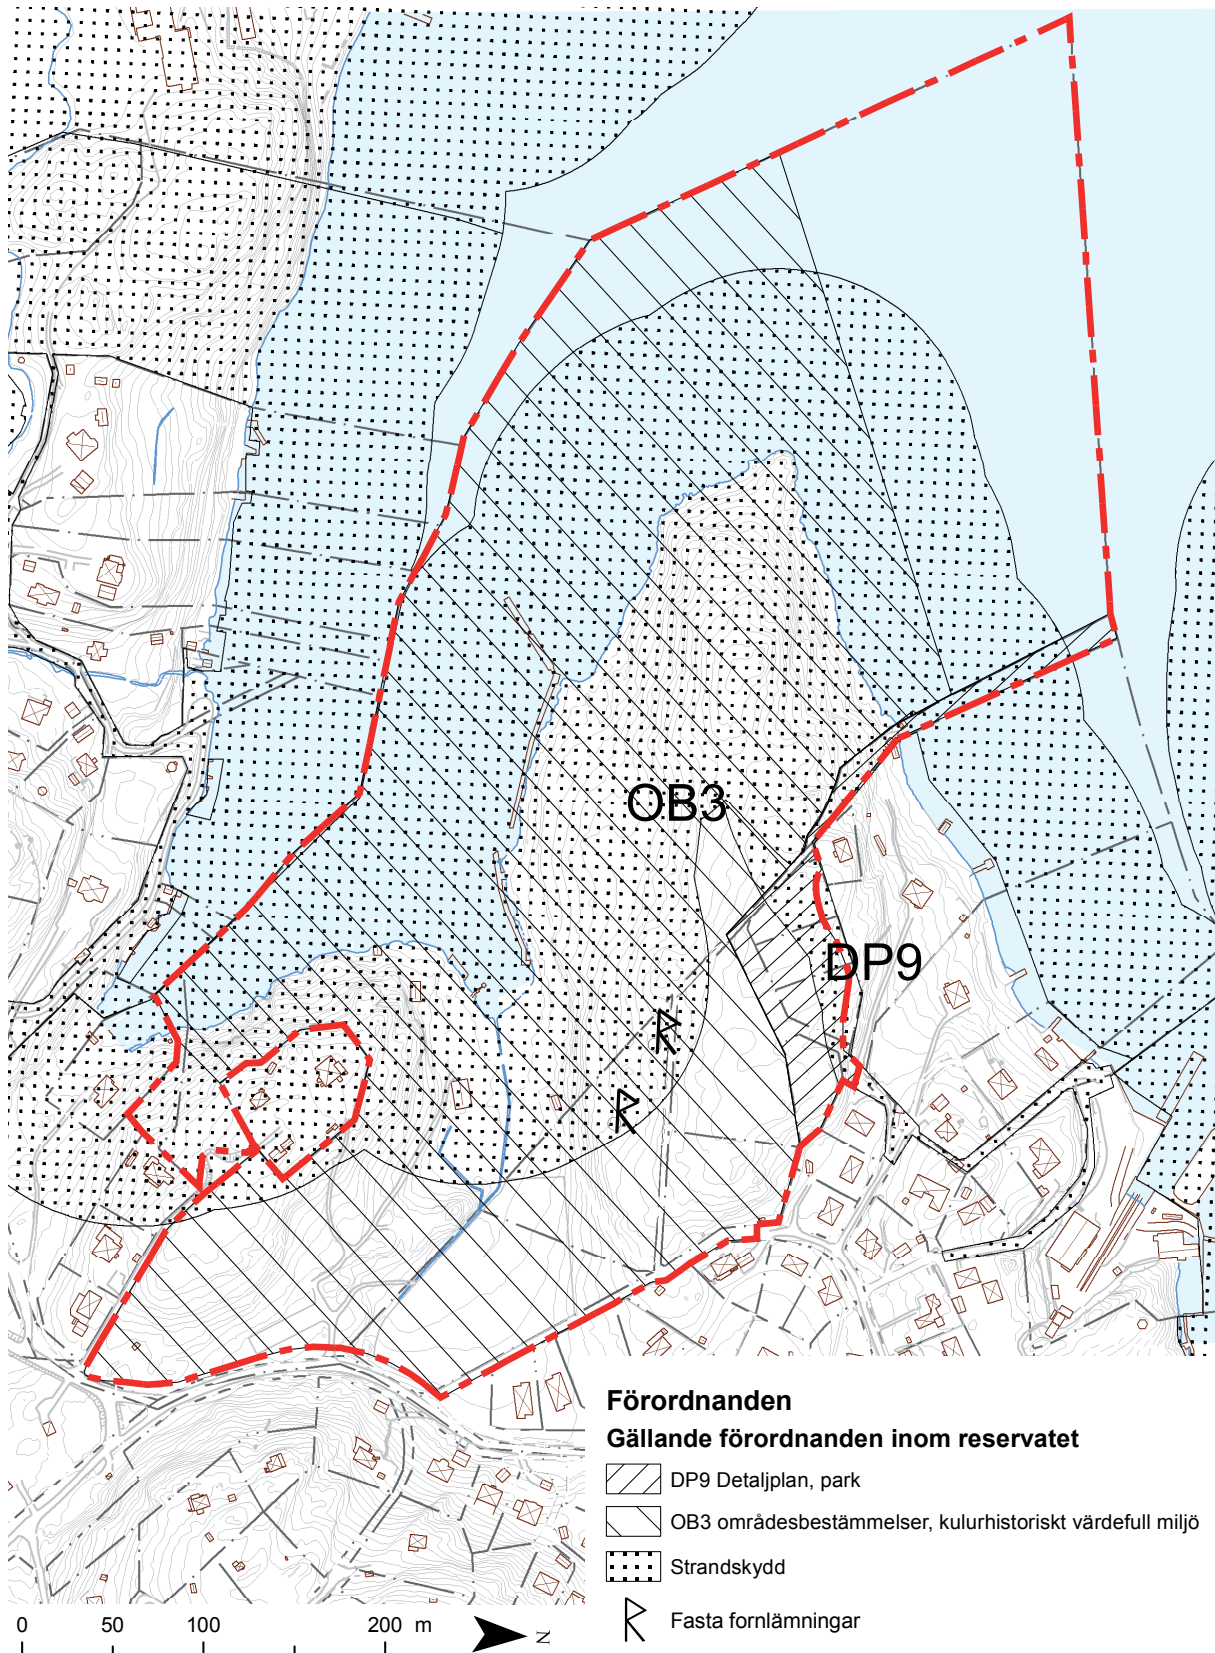 OB3
DP9
Förordnanden
Gällande förordnanden inom reservatet
DP9 Detaljplan, park
OB3 områdesbestämmelser, kulurhistoriskt värdefull miljö
Strandskydd
Fasta fornlämningar
0 50 100 200 m
N